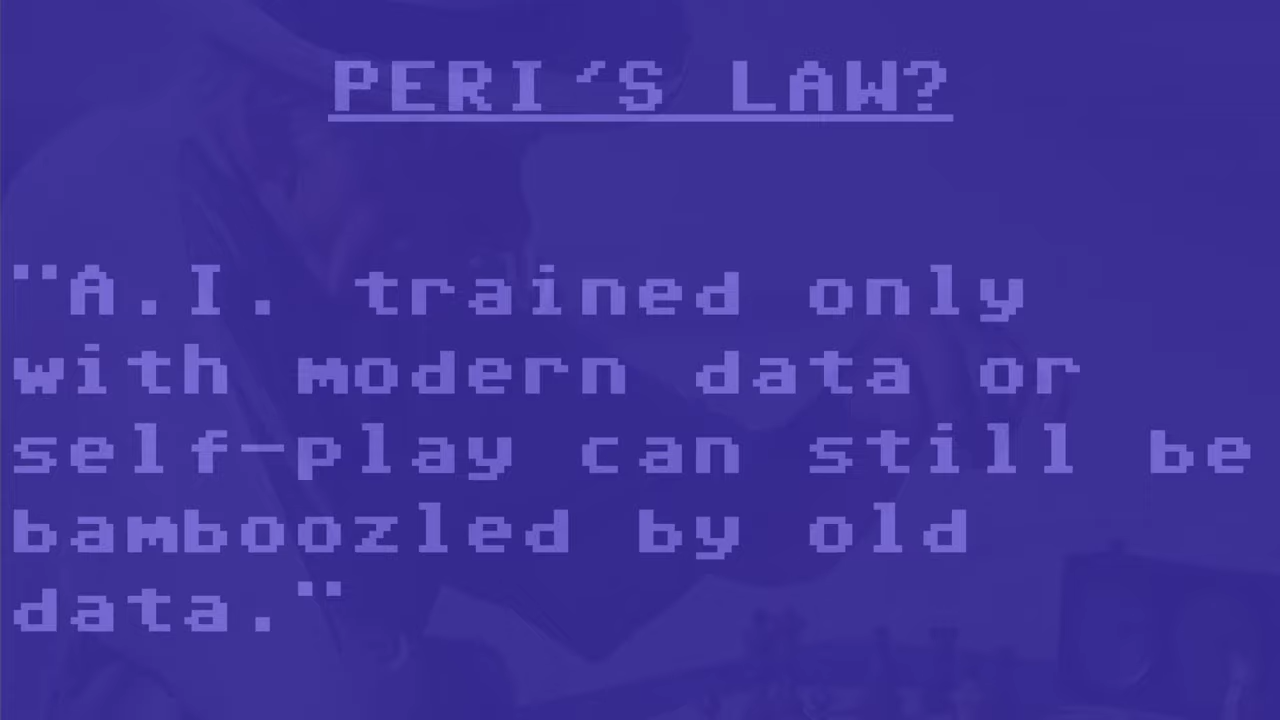 PERI'S LAW?
"A.I. trained only
with modern data or
self-play can still be
bamboozled by old
data."